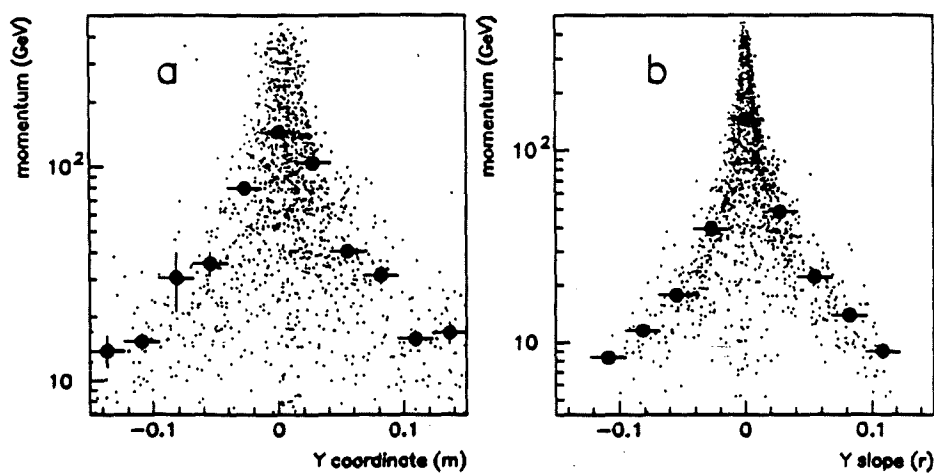 a
b
momentum (GeV)
10²
10
-0.1
0
0.1
Y coordinate (m)
momentum (GeV)
10²
10
-0.1
0
0.1
Y slope (r)